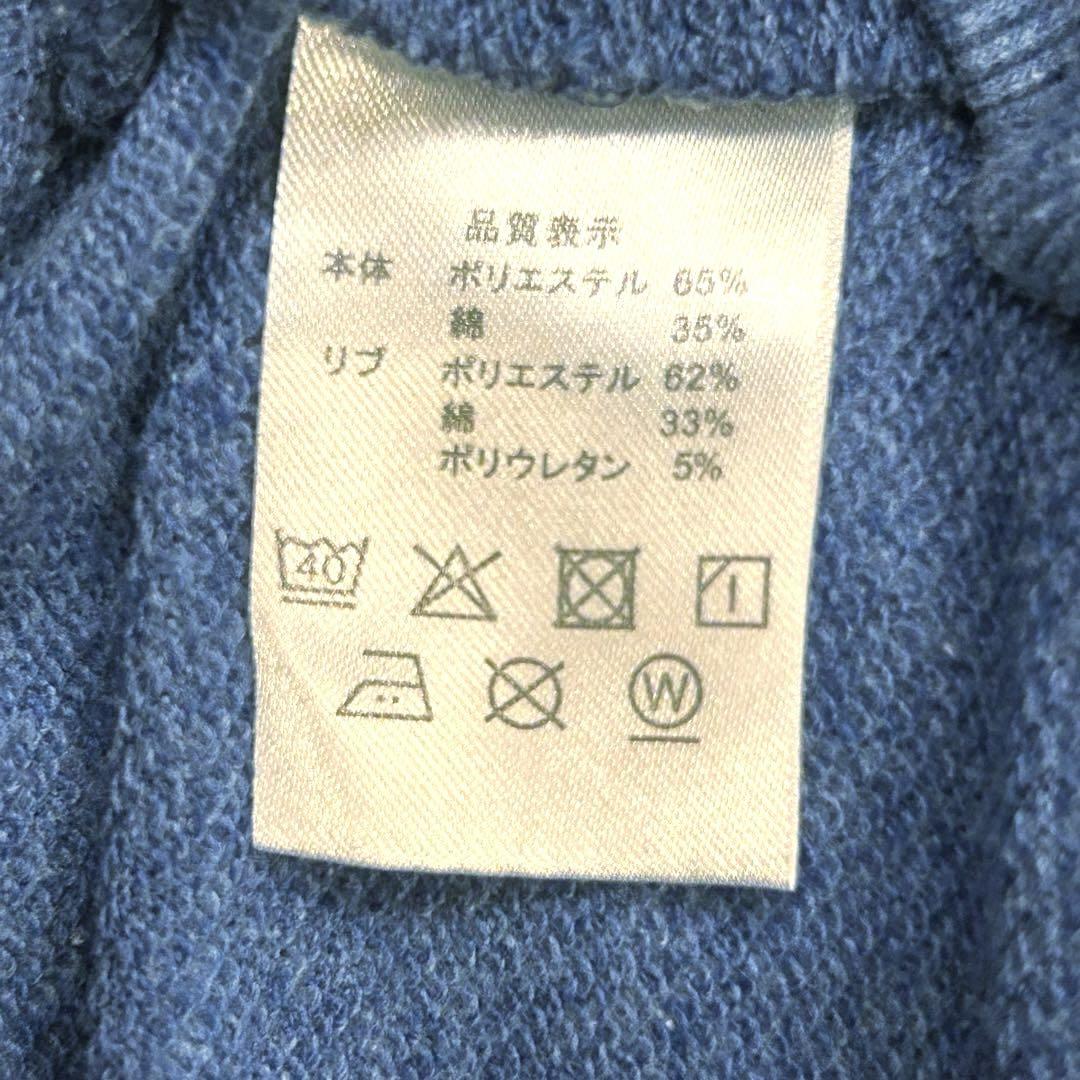 品質表示
本体 ポリエステル 65%
綿 35%
リブ ポリエステル 62%
綿 33%
ポリウレタン 5%
40
W